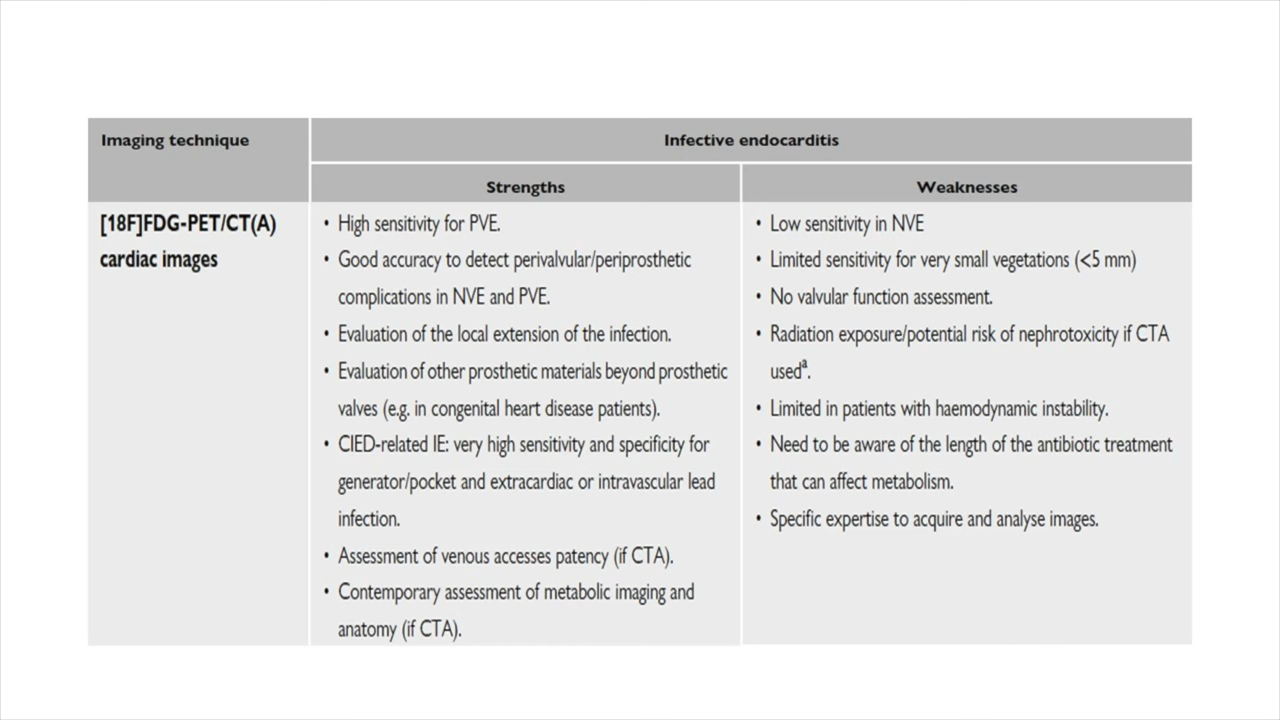 Imaging technique
Infective endocarditis
Strengths
Weaknesses
[18F]FDG-PET/CT(A)
cardiac images
• High sensitivity for PVE.
• Good accuracy to detect perivalvular/periprosthetic
complications in NVE and PVE.
• Evaluation of the local extension of the infection.
• Evaluation of other prosthetic materials beyond prosthetic
valves (e.g. in congenital heart disease patients).
• CIED-related IE: very high sensitivity and specificity for
generator/pocket and extracardiac or intravascular lead
infection.
• Assessment of venous accesses patency (if CTA).
• Contemporary assessment of metabolic imaging and
anatomy (if CTA).
• Low sensitivity in NVE
• Limited sensitivity for very small vegetations (<5 mm)
• No valvular function assessment.
• Radiation exposure/potential risk of nephrotoxicity if CTA
usedª.
• Limited in patients with haemodynamic instability.
• Need to be aware of the length of the antibiotic treatment
that can affect metabolism.
• Specific expertise to acquire and analyse images.